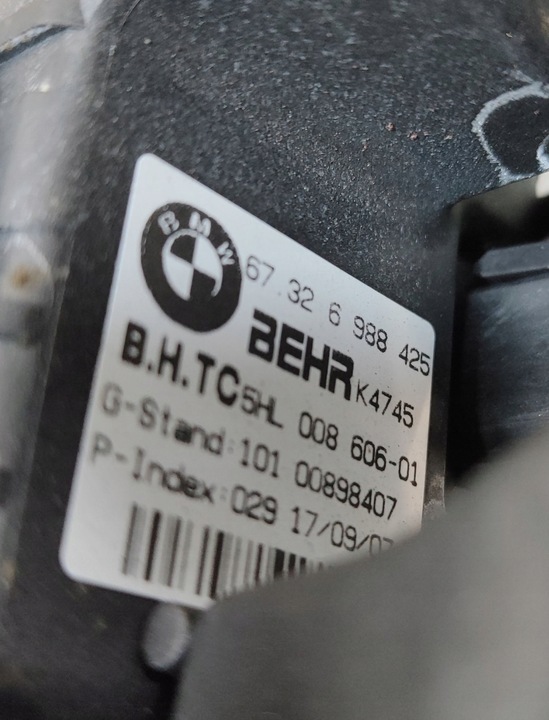 BMW
67.32 6 988 425
BEHR K4745
B.H.TC 5HL 008 606-01
G-Stand:101 00898407
P-Index:029 17/09/07